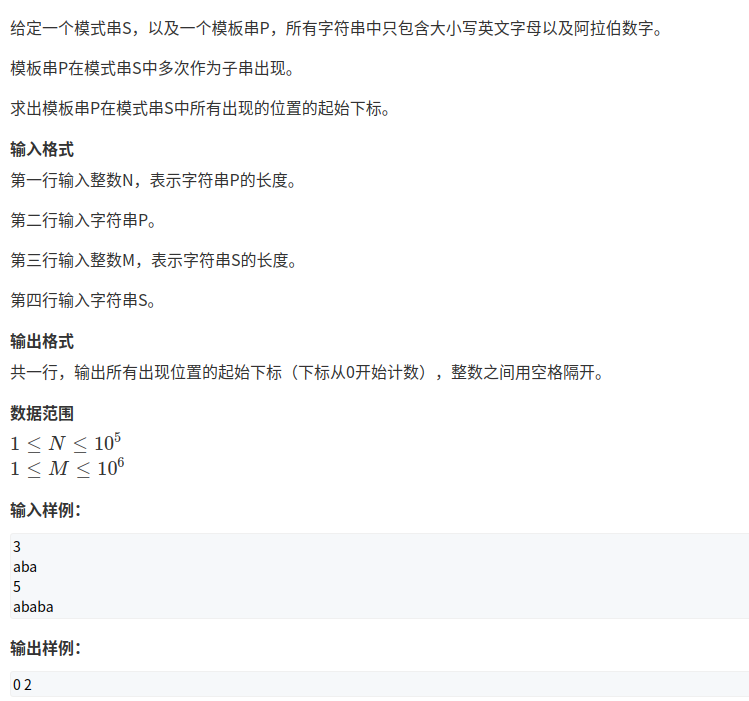 给定一个模式串S，以及一个模板串P，所有字符串中只包含大小写英文字母以及阿拉伯数字。
模板串P在模式串S中多次作为子串出现。
求出模板串P在模式串S中所有出现的位置的起始下标。
输入格式
第一行输入整数N，表示字符串P的长度。
第二行输入字符串P。
第三行输入整数M，表示字符串S的长度。
第四行输入字符串S。
输出格式
共一行，输出所有出现位置的起始下标（下标从0开始计数），整数之间用空格隔开。
数据范围
1 ≤ N ≤ 10⁵
1 ≤ M ≤ 10⁶
输入样例：
3
aba
5
ababa
输出样例：
0 2